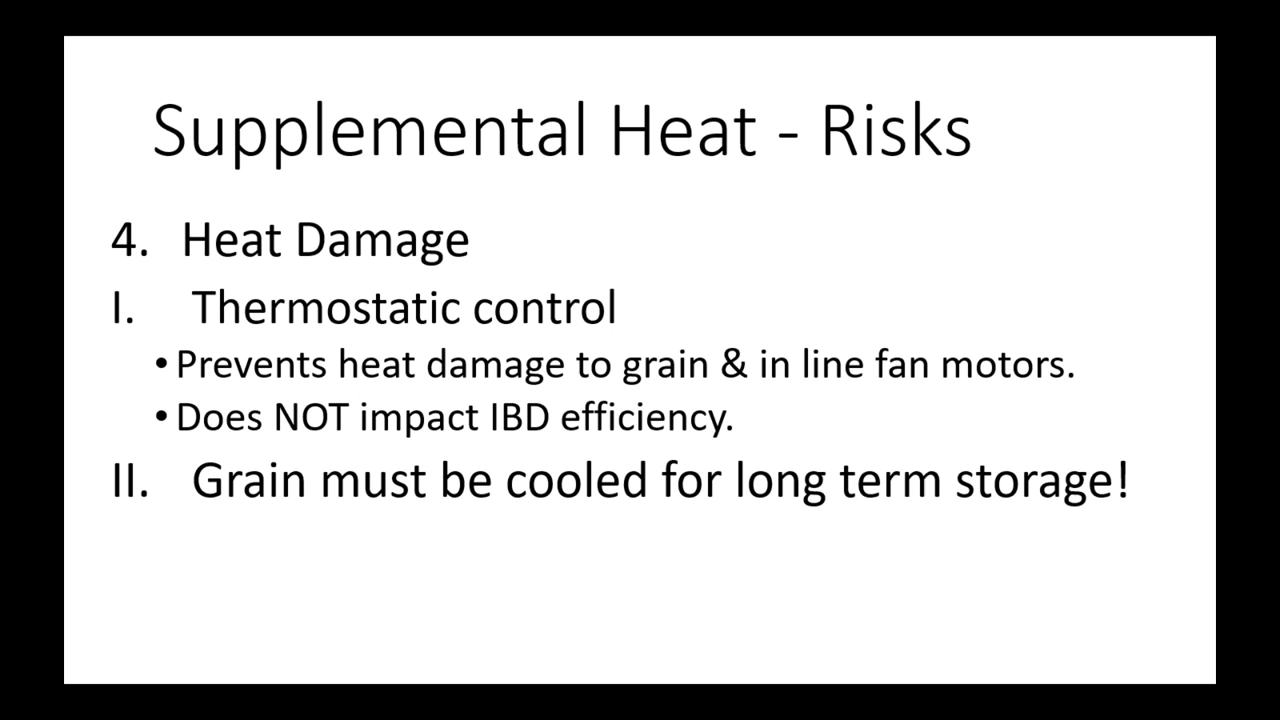 Supplemental Heat - Risks
4. Heat Damage
I. Thermostatic control
• Prevents heat damage to grain & in line fan motors.
• Does NOT impact IBD efficiency.
II. Grain must be cooled for long term storage!